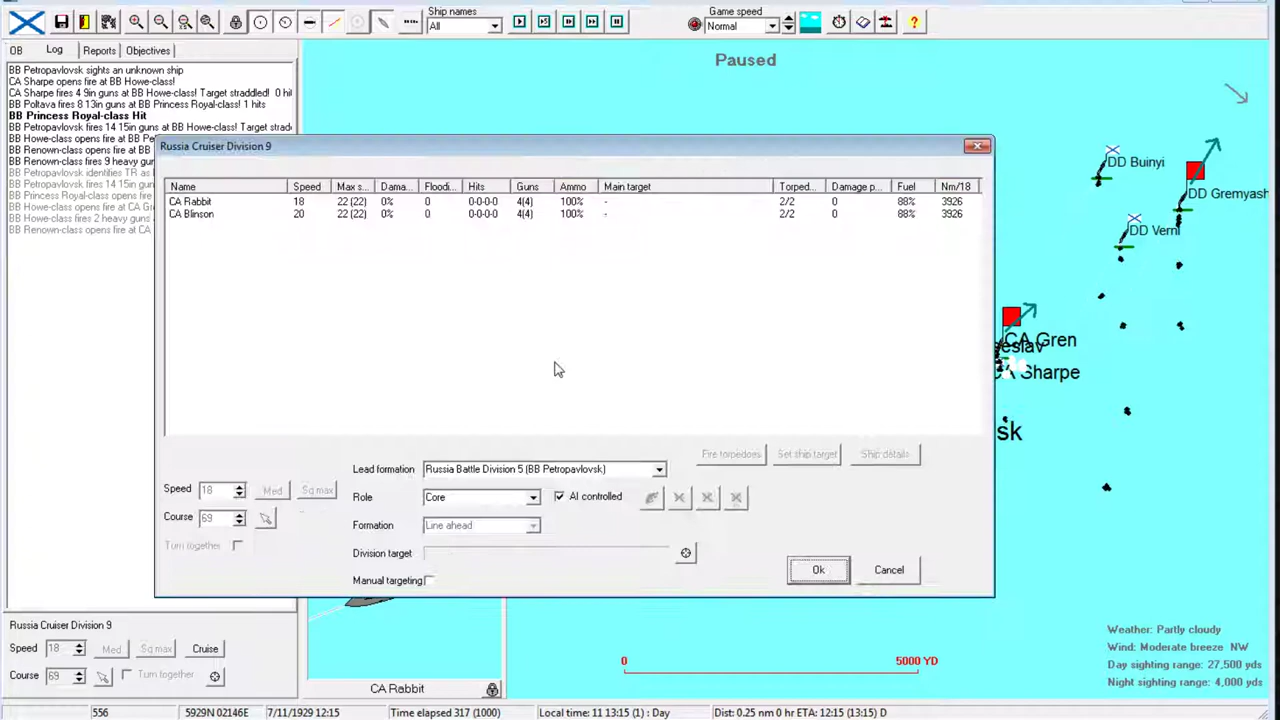 Ship names
All
Game speed
Normal
OB
Log
Reports
Objectives
BB Petropavlovsk sights an unknown ship
CA Sharpe opens fire at BB Howe-class!
CA Sharpe fires 4 9in guns at BB Howe-class! Target straddled! 0 hi
BB Poltava fires 8 13in guns at BB Princess Royal-class! 1 hits
BB Princess Royal-class Hit
BB Petropavlovsk fires 14 15in guns at BB Howe-class! Target strad
BB Howe-class opens fire at BB Pe
BB Renown-class opens fire at BB
BB Renown-class fires 9 heavy gun
BB Petropavlovsk identifies TR as
BB Petropavlovsk fires 14 15in guns
BB Princess Royal-class opens fire
BB Howe-class opens fire at CA Gre
BB Howe-class fires 2 heavy guns
BB Renown-class opens fire at CA
Paused
Russia Cruiser Division 9
Name Speed Max s... Dama... Floodi... Hits Guns Ammo Main target Torped... Damage p... Fuel Nm/18
CA Rabbit 18 22 (22) 0% 0 0-0-0-0 4(4) 100% - 2/2 0 88% 3926
CA Blinson 20 22 (22) 0% 0 0-0-0-0 4(4) 100% - 2/2 0 88% 3926
Fire torpedoes
Set ship target
Ship details
Lead formation
Russia Battle Division 5 (BB Petropavlovsk)
Speed 18 Med Sq max
Role Core
AI controlled
Course 69
Formation Line ahead
Turn together
Division target
Manual targeting
Ok
Cancel
DD Buinyi
DD Gremyash
DD Verni
CA Gren
eslav
CA Sharpe
sk
Russia Cruiser Division 9
Speed 18 Med Sq max Cruise
Course 69 Turn together
CA Rabbit
0
5000 YD
Weather: Partly cloudy
Wind: Moderate breeze NW
Day sighting range: 27,500 yds
Night sighting range: 4,000 yds
556
5929N 02146E
7/11/1929 12:15
Time elapsed 317 (1000)
Local time: 11 13:15 (1) : Day
Dist: 0.25 nm 0 hr ETA: 12:15 (13:15) D